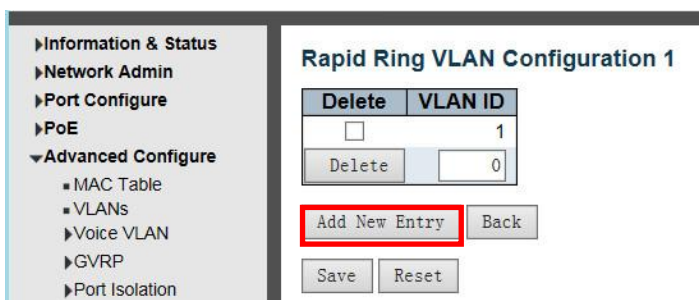 Information & Status
Network Admin
Port Configure
PoE
Advanced Configure
MAC Table
VLANs
Voice VLAN
GVRP
Port Isolation
Rapid Ring VLAN Configuration 1
Delete VLAN ID
1
Delete 0
Add New Entry Back
Save Reset